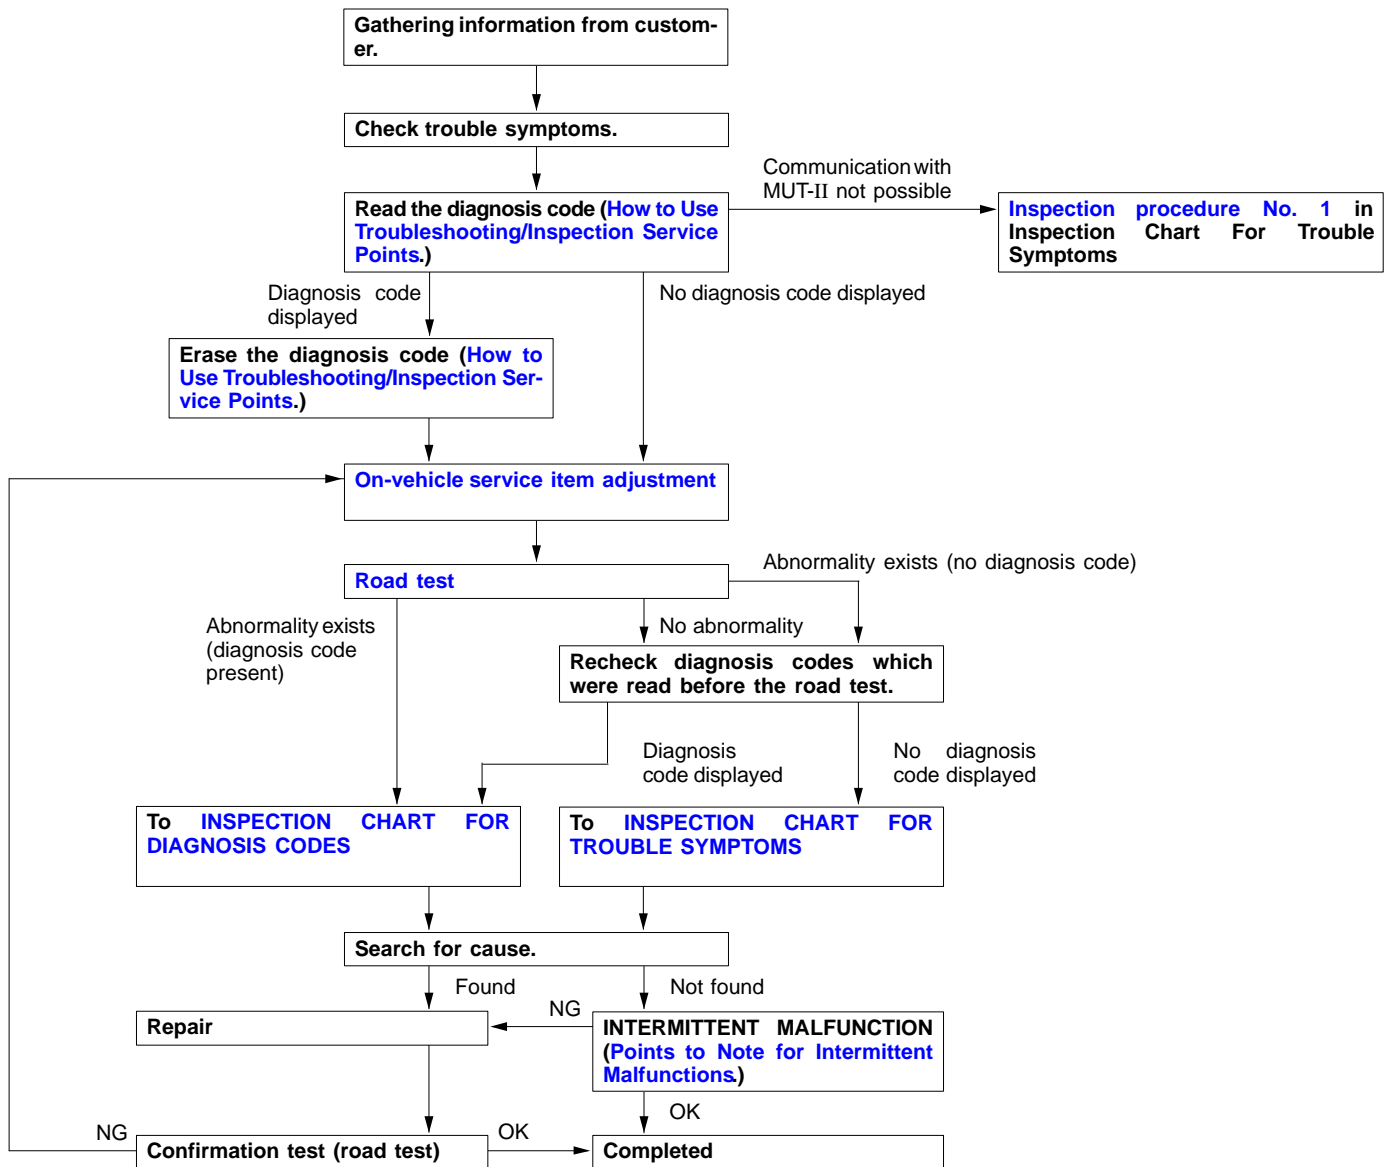 Gathering information from custom-
er.
Check trouble symptoms.
Communication with
MUT-II not possible
Read the diagnosis code (How to Use
Troubleshooting/Inspection Service
Points.)
Inspection procedure No. 1 in
Inspection Chart For Trouble
Symptoms
Diagnosis code
displayed
No diagnosis code displayed
Erase the diagnosis code (How to
Use Troubleshooting/Inspection Ser-
vice Points.)
On-vehicle service item adjustment
Road test
Abnormality exists (no diagnosis code)
Abnormality exists
(diagnosis code
present)
No abnormality
Recheck diagnosis codes which
were read before the road test.
Diagnosis
code displayed
No diagnosis
code displayed
To INSPECTION CHART FOR
DIAGNOSIS CODES
To INSPECTION CHART FOR
TROUBLE SYMPTOMS
Search for cause.
Found
Not found
Repair
NG
INTERMITTENT MALFUNCTION
(Points to Note for Intermittent
Malfunctions.)
OK
NG
Confirmation test (road test)
OK
Completed